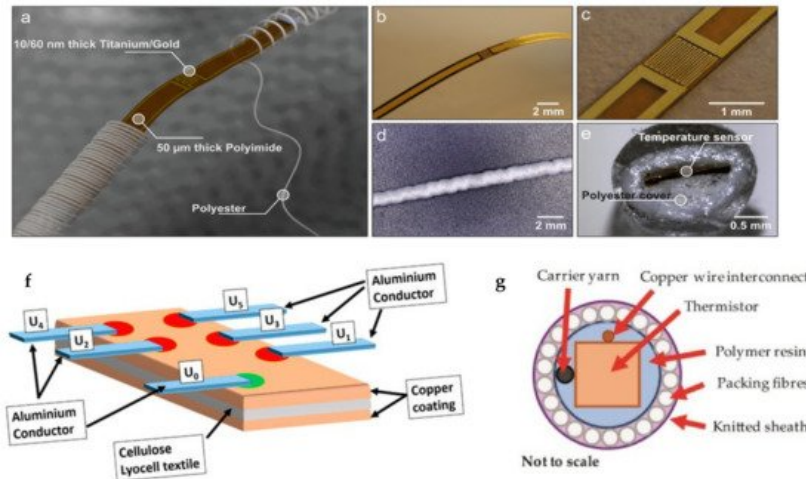 a
10/60 nm thick Titanium/Gold
50 µm thick Polyimide
Polyester
b
2 mm
c
1 mm
d
2 mm
e
Temperature sensor
Polyester cover
0.5 mm
f
U4
U2
U0
U5
U3
U1
Aluminium
Conductor
Aluminium
Conductor
Cellulose
Lyocell textile
Copper
coating
g
Carrier yarn
Copper wire interconnect
Thermistor
Polymer resin
Packing fibres
Knitted sheath
Not to scale